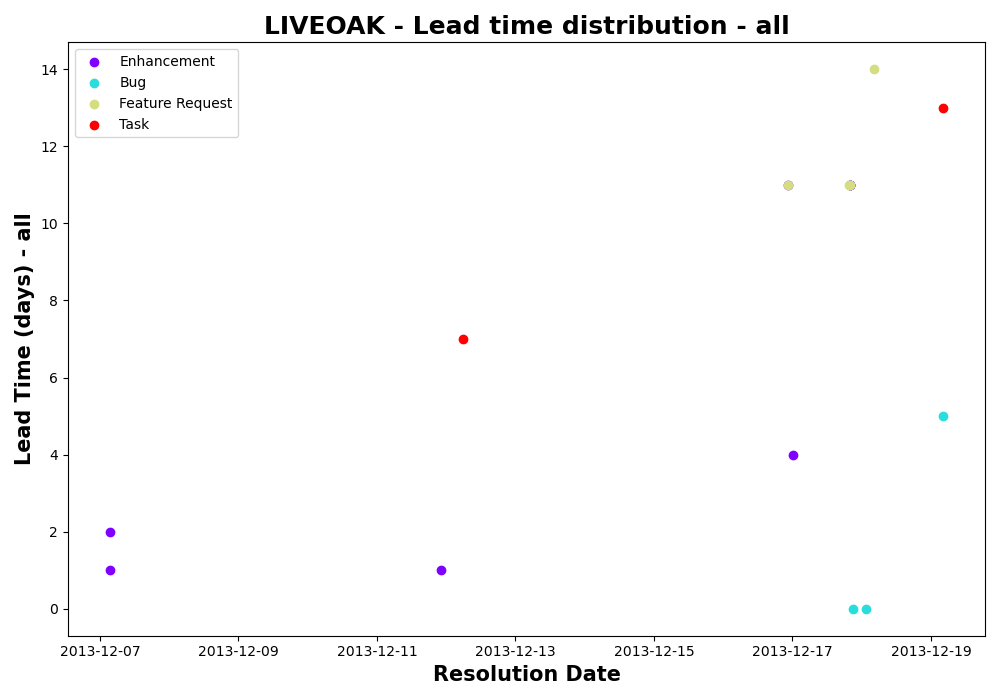 LIVEOAK - Lead time distribution - all
Enhancement
Bug
Feature Request
Task
Lead Time (days) - all
14
12
10
8
6
4
2
0
2013-12-07
2013-12-09
2013-12-11
2013-12-13
2013-12-15
2013-12-17
2013-12-19
Resolution Date